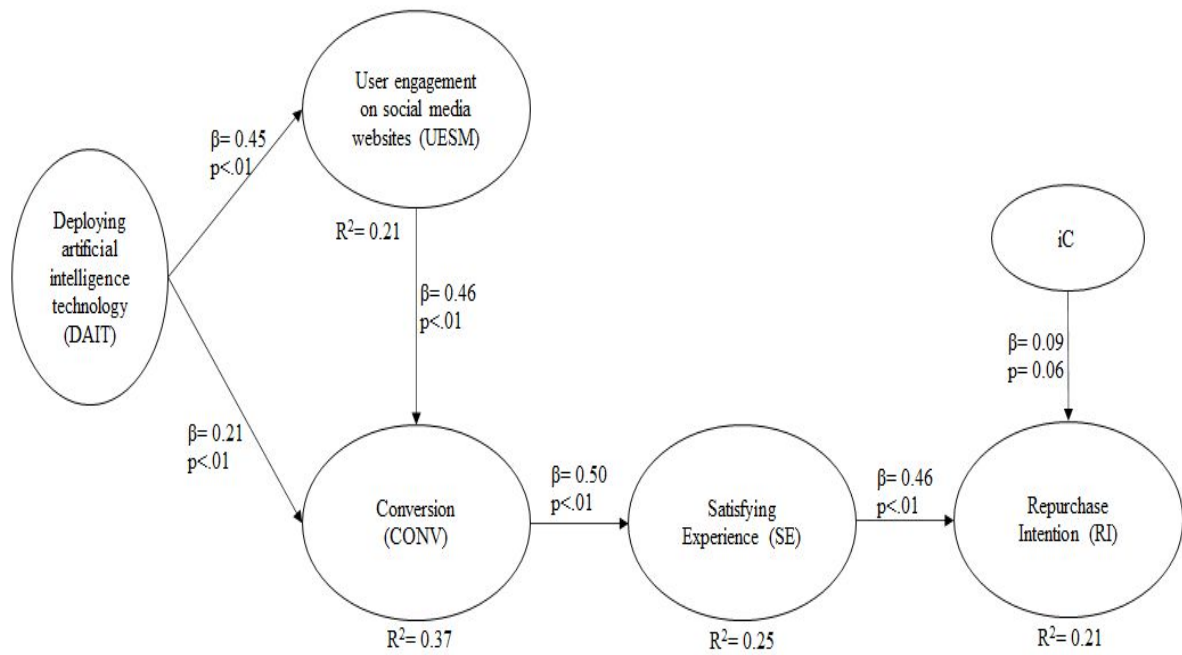 User engagement
on social media
websites (UESM)
β= 0.45
p<.01
Deploying
artificial
intelligence
technology
(DAIT)
R²= 0.21
iC
β= 0.46
p<.01
β= 0.09
p= 0.06
β= 0.21
p<.01
β= 0.50
p<.01
β= 0.46
p<.01
Conversion
(CONV)
Satisfying
Experience (SE)
Repurchase
Intention (RI)
R²= 0.37
R²= 0.25
R²= 0.21